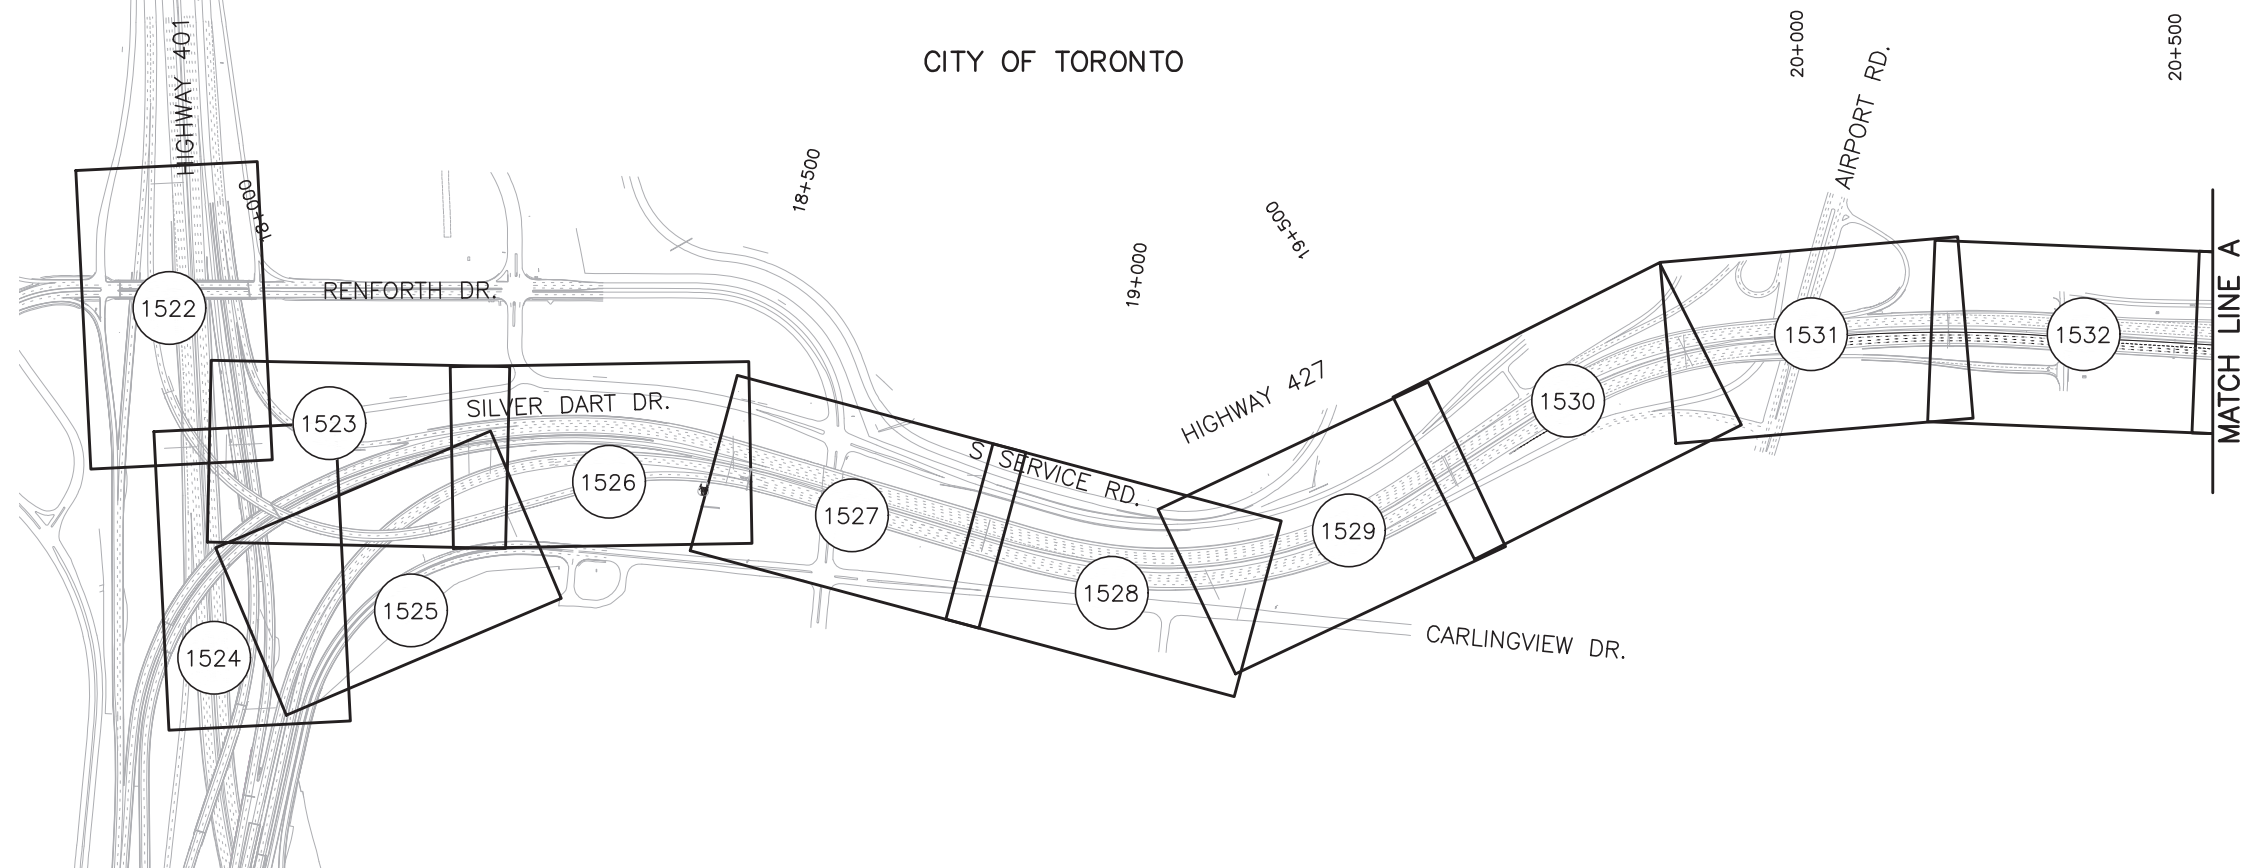 HIGHWAY 401
CITY OF TORONTO
20+000
20+500
AIRPORT RD.
18+000
18+500
19+000
19+500
MATCH LINE A
1522
RENFORTH DR.
1531
1532
HIGHWAY 427
1523
SILVER DART DR.
1530
1526
1527
S SERVICE RD.
1529
1528
1525
CARLINGVIEW DR.
1524